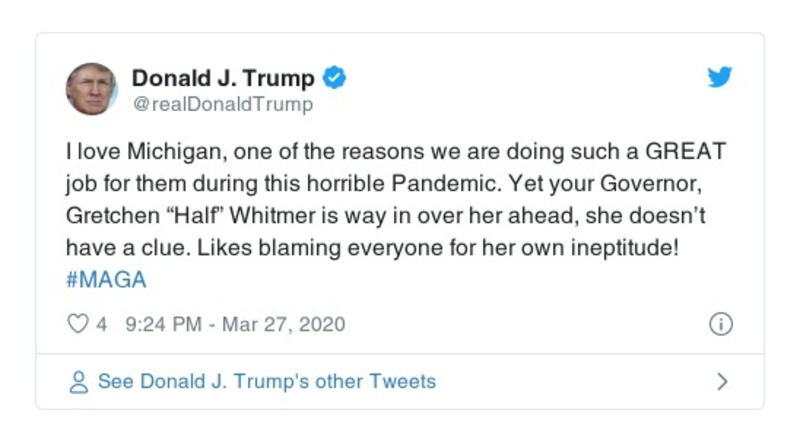 Donald J. Trump
@realDonaldTrump
I love Michigan, one of the reasons we are doing such a GREAT
job for them during this horrible Pandemic. Yet your Governor,
Gretchen “Half” Whitmer is way in over her ahead, she doesn’t
have a clue. Likes blaming everyone for her own ineptitude!
#MAGA
4 9:24 PM - Mar 27, 2020
See Donald J. Trump's other Tweets